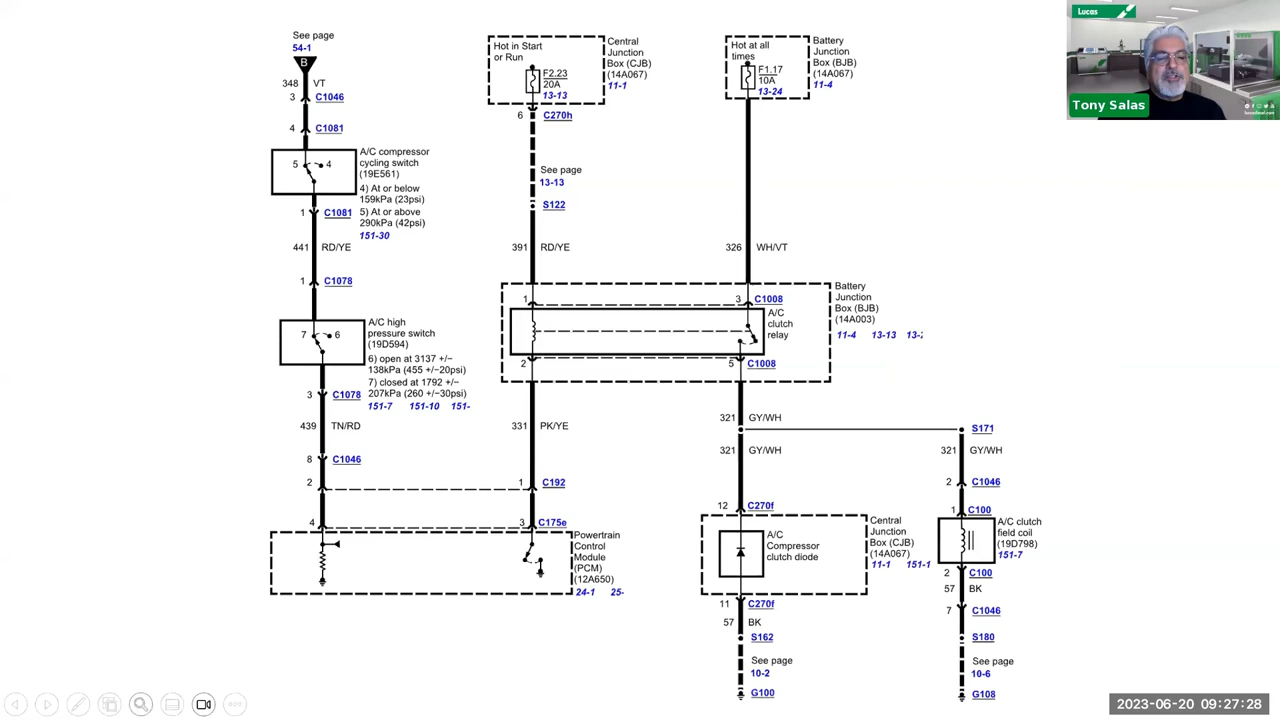 See page
54-1
B
348 VT
3 C1046
4 C1081
5 4
A/C compressor
cycling switch
(19E561)
4) At or below
159kPa (23psi)
5) At or above
290kPa (42psi)
151-30
1 C1081
441 RD/YE
1 C1078
7 6
A/C high
pressure switch
(19D594)
6) open at 3137 +/−
138kPa (455 +/−20psi)
7) closed at 1792 +/−
207kPa (260 +/−30psi)
151-7 151-10 151-
3 C1078
439 TN/RD
8 C1046
2
4
Hot in Start
or Run
F2.23
20A
13-13
Central
Junction
Box (CJB)
(14A067)
11-1
6 C270h
See page
13-13
S122
391 RD/YE
1
2
331 PK/YE
1 C192
3 C175e
Powertrain
Control
Module
(PCM)
(12A650)
24-1 25-
Hot at all
times
F1.17
10A
13-24
Battery
Junction
Box (BJB)
(14A067)
11-4
326 WH/VT
3 C1008
A/C
clutch
relay
5 C1008
Battery
Junction
Box (BJB)
(14A003)
11-4 13-13
321 GY/WH
321 GY/WH
12 C270f
A/C
Compressor
clutch diode
Central
Junction
Box (CJB)
(14A067)
11-1 151-1
11 C270f
57 BK
S162
See page
10-2
G100
S171
321 GY/WH
2 C1046
1 C100
A/C clutch
field coil
(19D798)
151-7
2 C100
57 BK
7 C1046
S180
See page
10-6
G108
Lucas
Tony Salas
2023-06-20 09:27:28